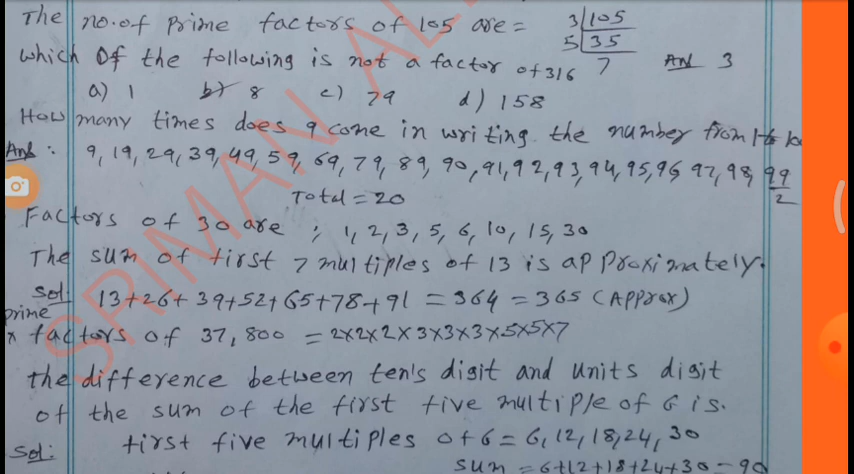 The no.of Prime factors of 105 are = 3|105
5|35
7 Ans 3
which Of the following is not a factor of 316
a) 1 b) 8 c) 79 d) 158
How many times does 9 come in writing the number from 1 to
Ans: 9, 19, 29, 39, 49, 59, 69, 79, 89, 90, 91, 92, 93, 94, 95, 96 97, 98, 99
2
Total = 20
Factors of 30 are ; 1, 2, 3, 5, 6, 10, 15, 30
The sum of first 7 multiples of 13 is approximately.
Sol: 13+26+39+52+65+78+91 = 364 = 365 (Approx)
prime
* factors of 37,800 = 2x2x2x3x3x3x5x5x7
the difference between ten's digit and units digit
of the sum of the first five multiple of 6 is.
Sol: first five multiples of 6 = 6, 12, 18, 24, 30
Sum = 6+12+18+24+30 = 90
SRIMAN